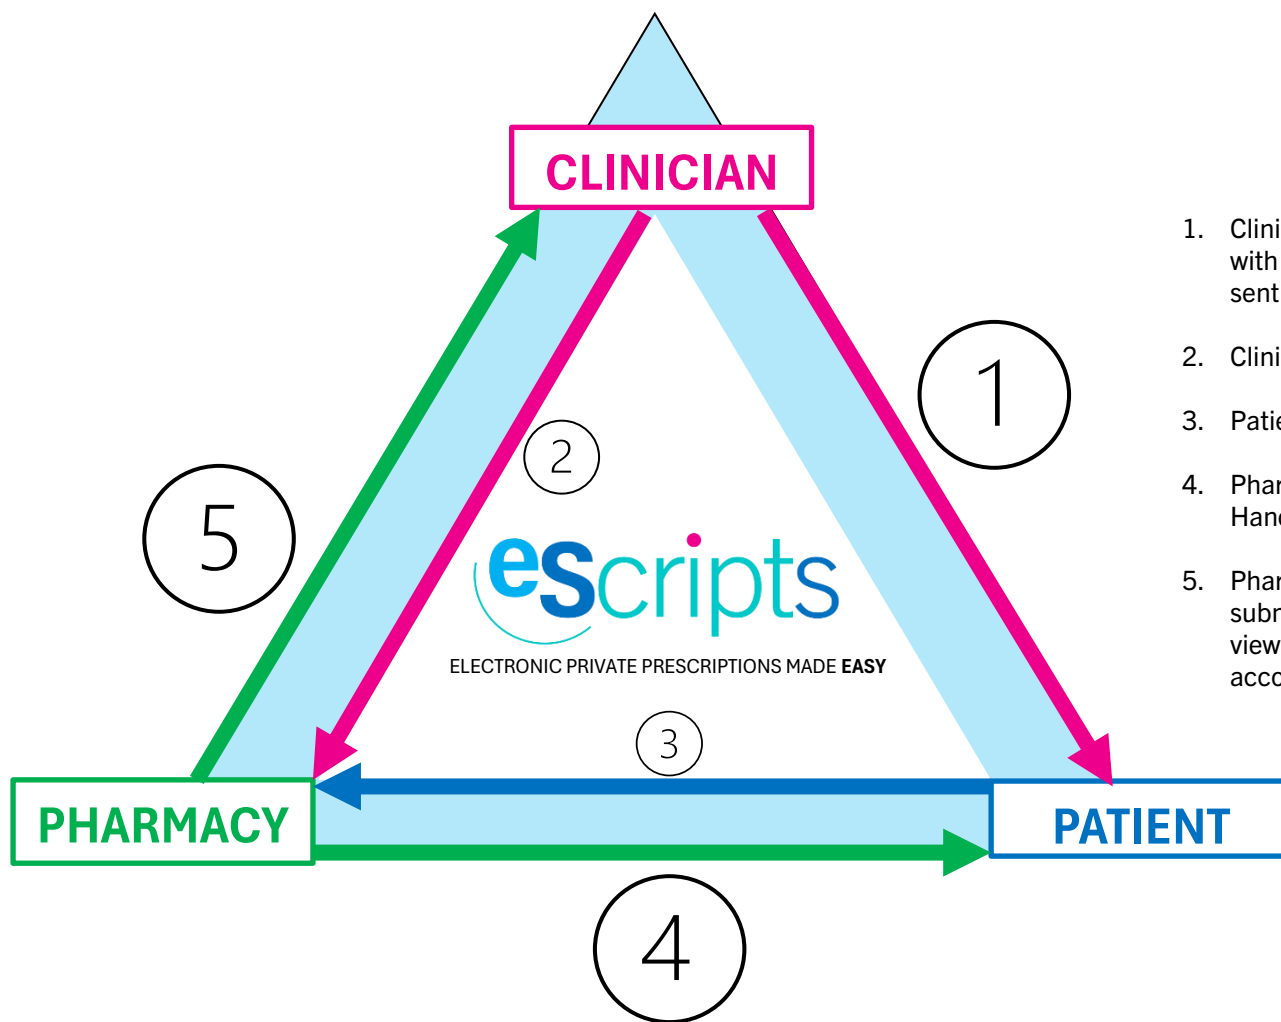 CLINICIAN
1.
with
sent
1
2.
2
3.
4.
5
5.
eScripts
view
ELECTRONIC PRIVATE PRESCRIPTIONS MADE EASY
3
PHARMACY
PATIENT
4